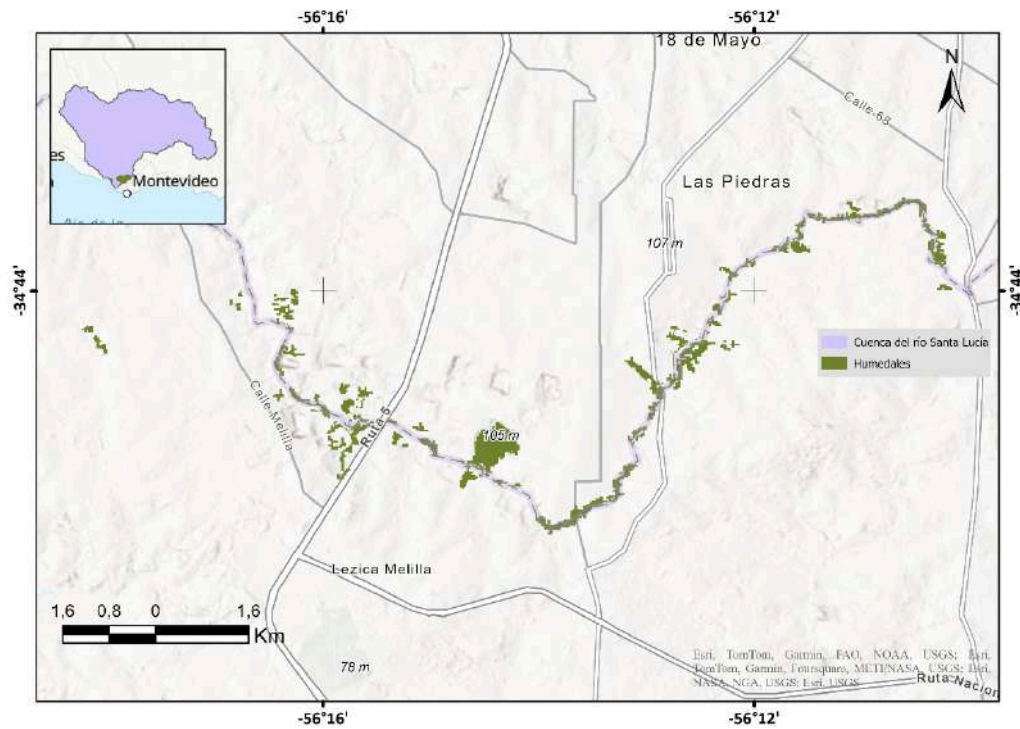 -56°16'
-56°12'
18 de Mayo
N
Calle-68
es
Montevideo
Las Piedras
107 m
-34°44'
-34°44'
Cuenca del río Santa Lucía
Humedales
Calle-Melilla
Ruta-5
105 m
Lezica Melilla
1,6 0,8 0 1,6
Km
78 m
Esri, TomTom, Garmin, FAO, NOAA, USGS; Esri,
TomTom, Garmin, Foursquare, METI/NASA, USGS; Esri,
NASA, NGA, USGS; Esri, USGS
Ruta-Nacion
-56°16'
-56°12'